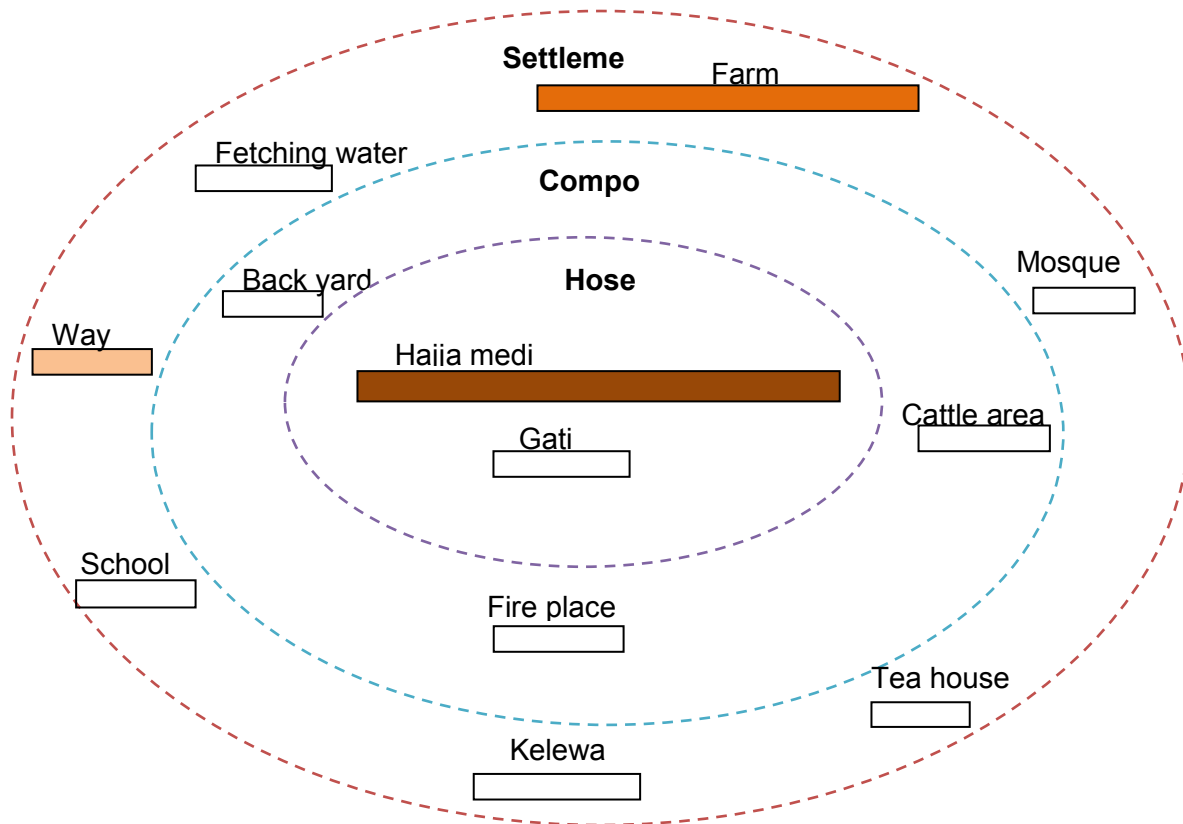 Settleme
Farm
Fetching water
Compo
Mosque
Back yard
Hose
Way
Haiia medi
Cattle area
Gati
School
Fire place
Tea house
Kelewa